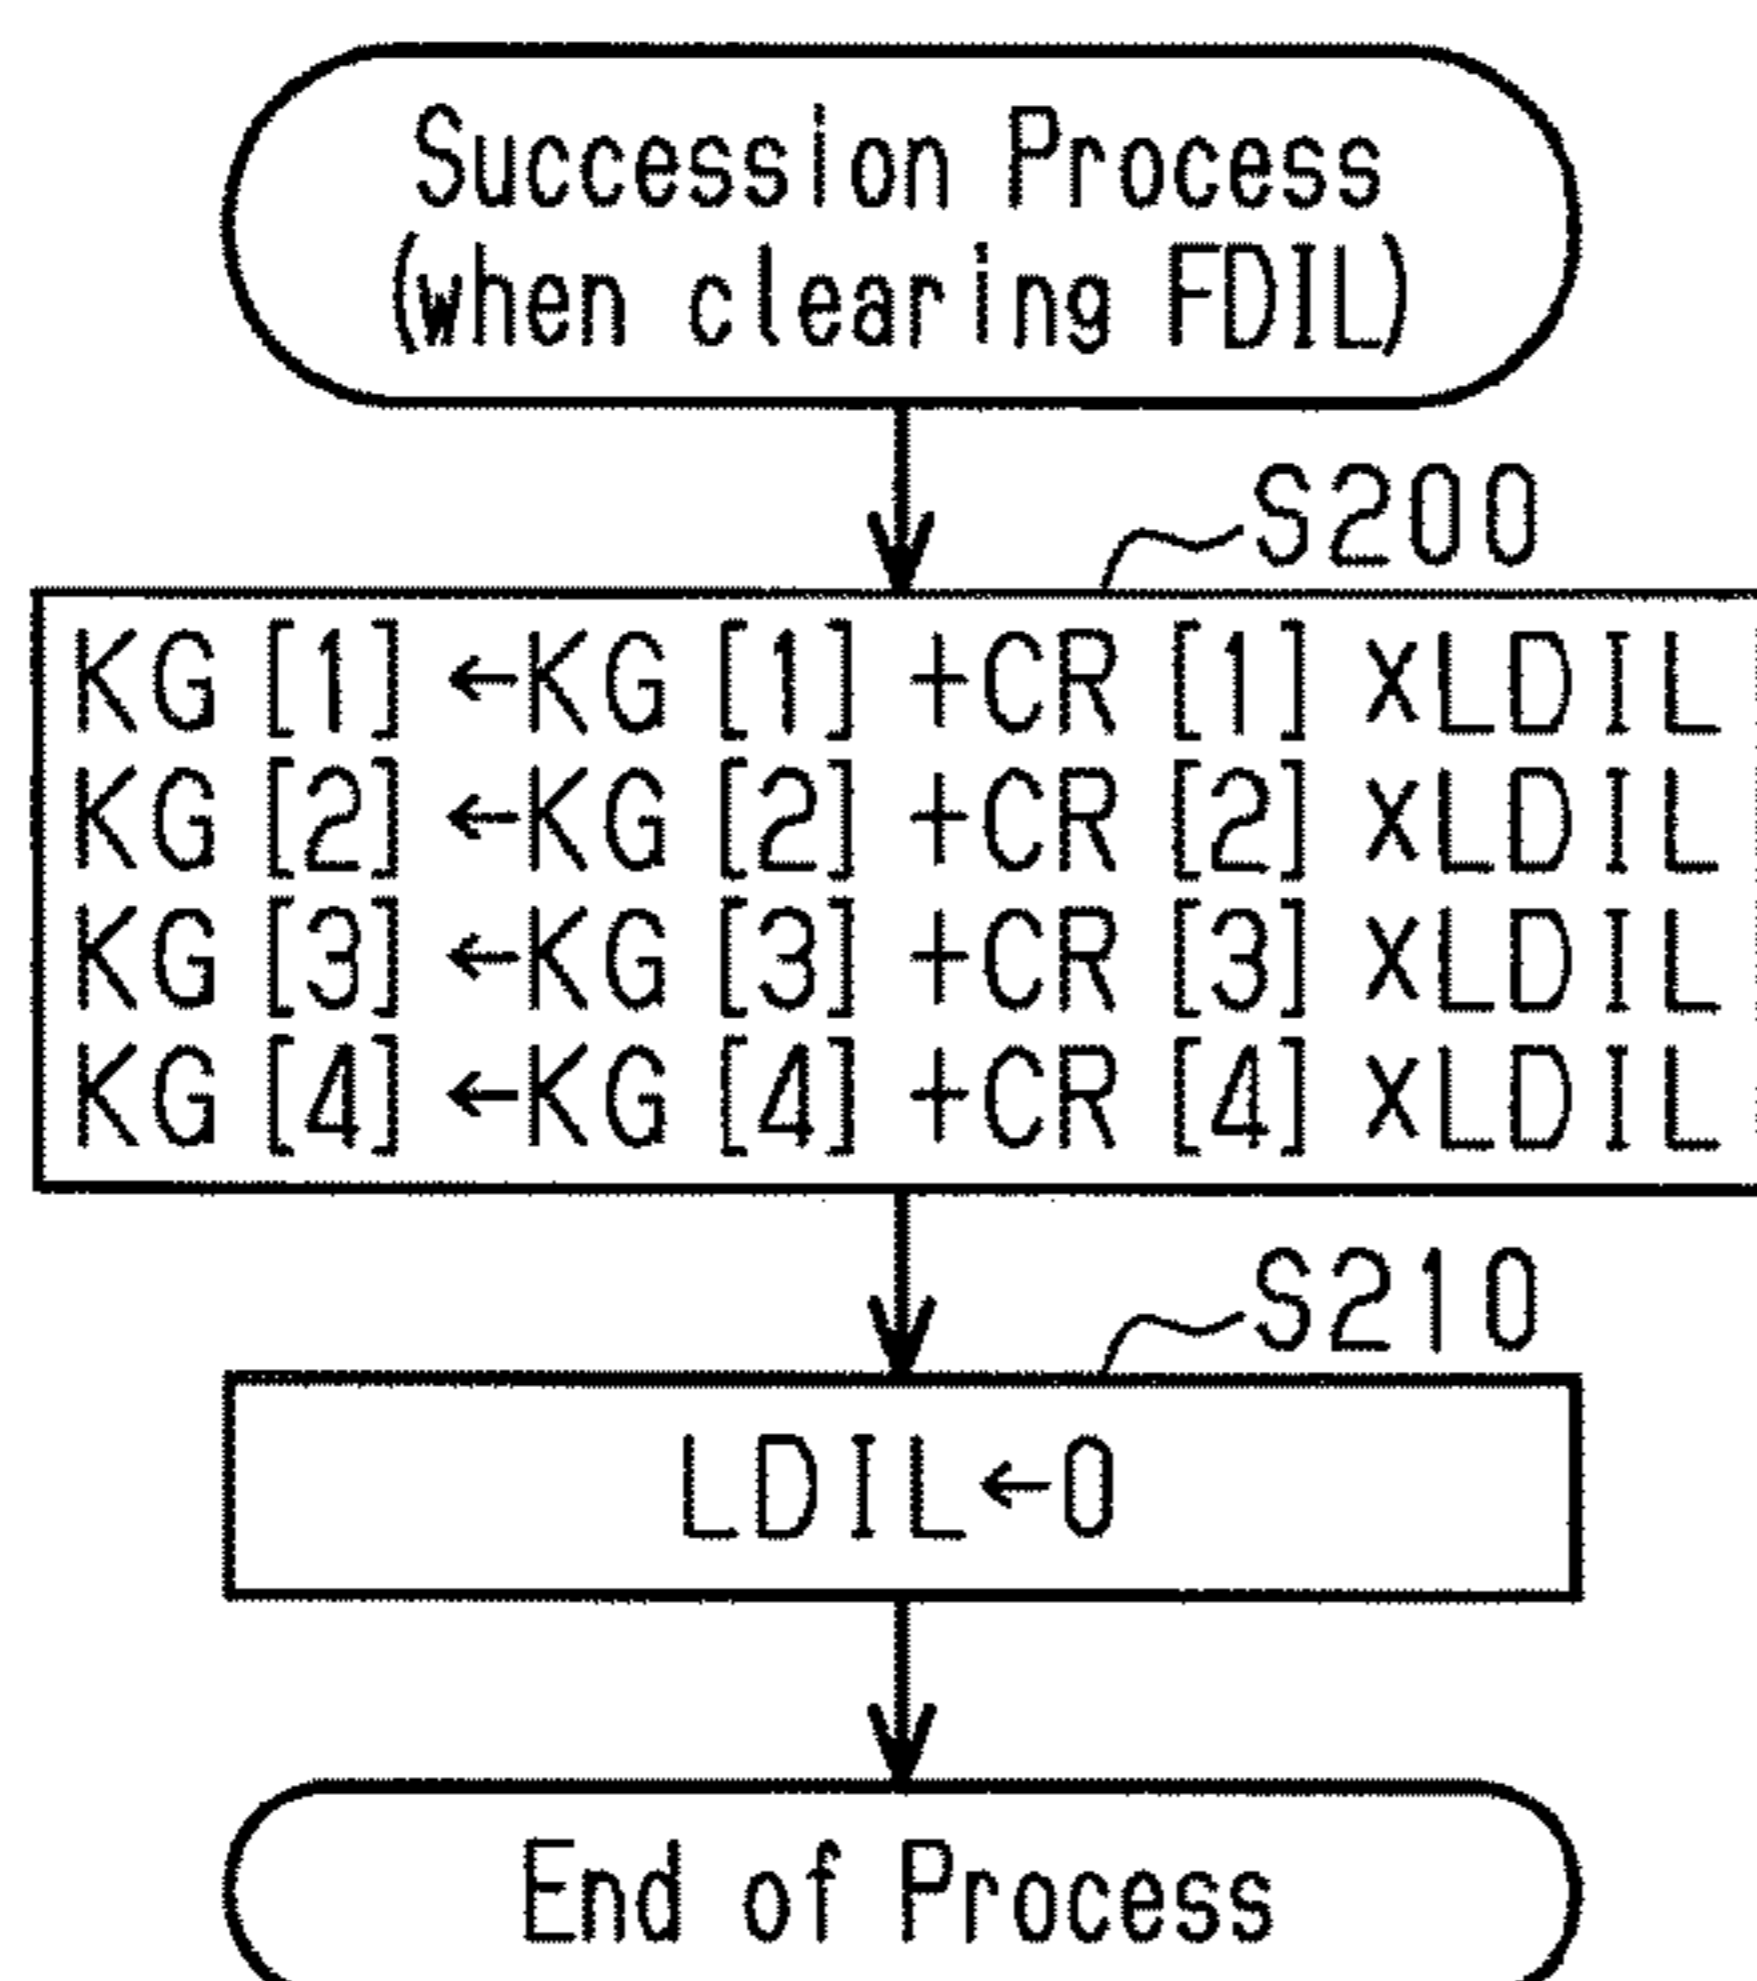 Succession Process
(when clearing FDIL)
S200
KG [1] ←KG [1] +CR [1] XLDIL
KG [2] ←KG [2] +CR [2] XLDIL
KG [3] ←KG [3] +CR [3] XLDIL
KG [4] ←KG [4] +CR [4] XLDIL
S210
LDIL←0
End of Process